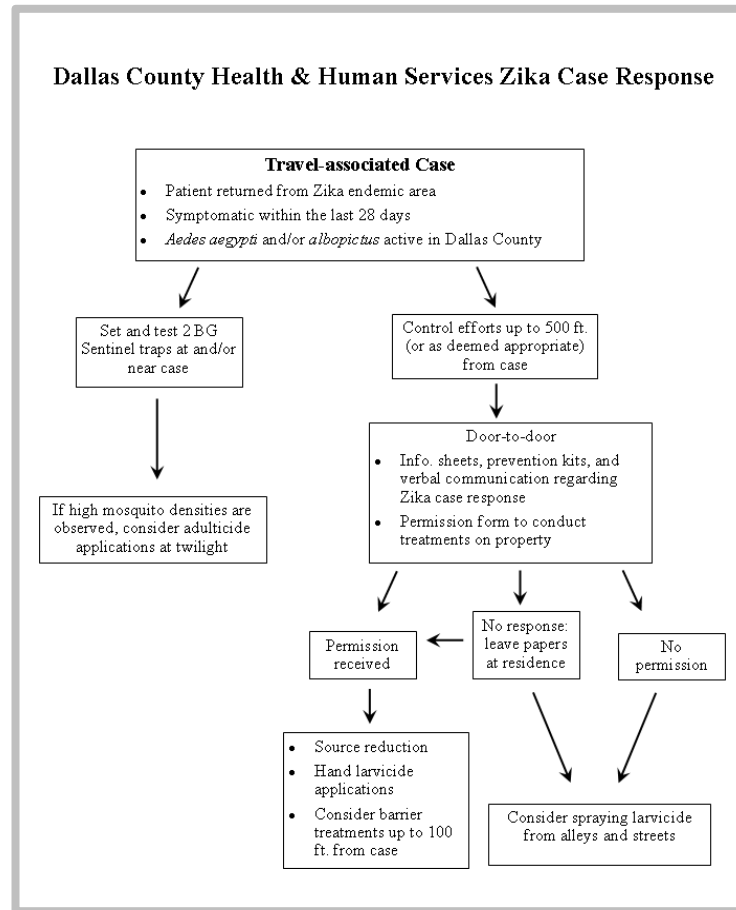 Dallas County Health & Human Services Zika Case Response
Travel-associated Case
• Patient returned from Zika endemic area
• Symptomatic within the last 28 days
• Aedes aegypti and/or albopictus active in Dallas County
Set and test 2 BG
Sentinel traps at and/or
near case
Control efforts up to 500 ft.
(or as deemed appropriate)
from case
Door-to-door
• Info. sheets, prevention kits, and
verbal communication regarding
Zika case response
• Permission form to conduct
treatments on property
If high mosquito densities are
observed, consider adulticide
applications at twilight
Permission
received
No response:
leave papers
at residence
No
permission
• Source reduction
• Hand larvicide
applications
• Consider barrier
treatments up to 100
ft. from case
Consider spraying larvicide
from alleys and streets